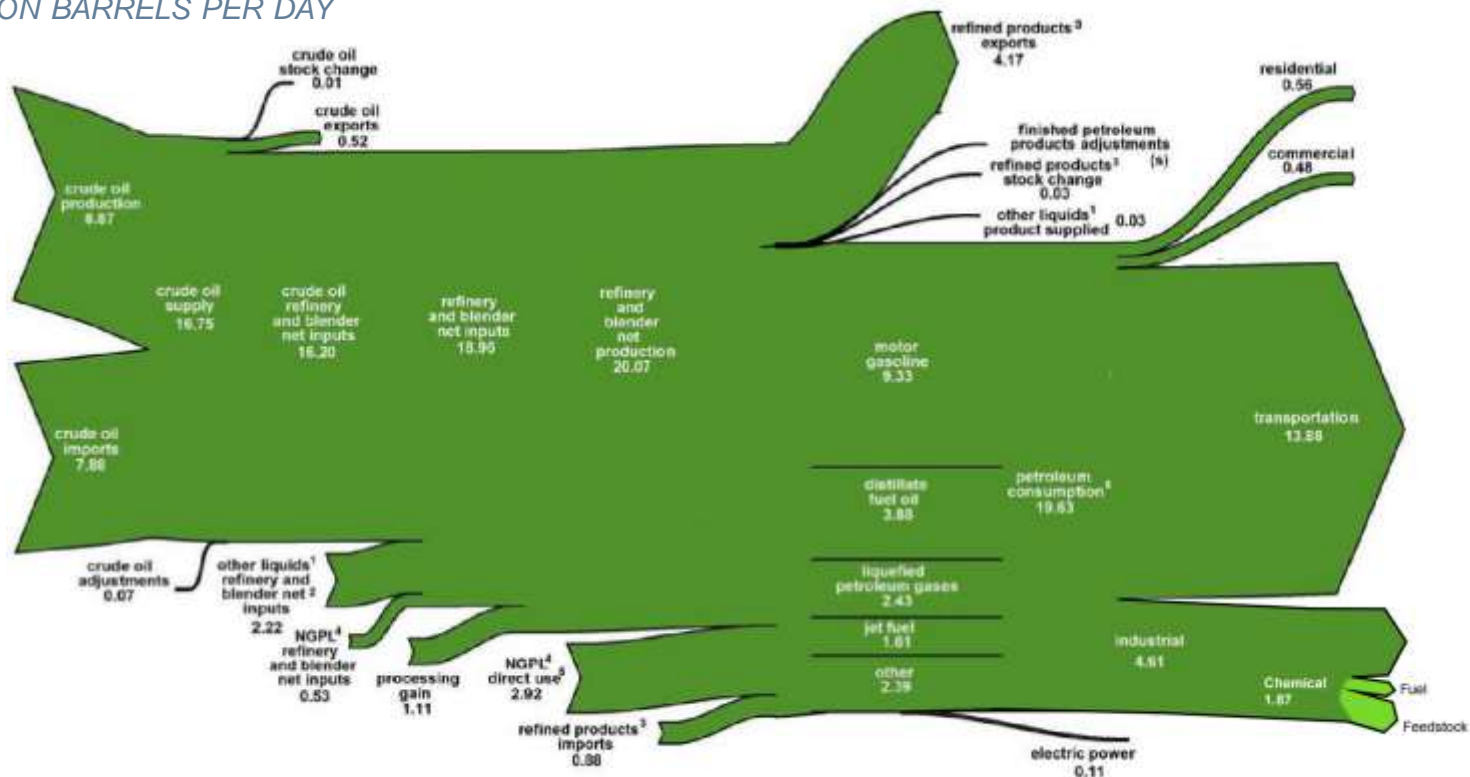 ON BARRELS PER DAY
crude oil
stock change
0.01
crude oil
exports
0.52
crude oil
production
8.87
crude oil
supply
16.75
crude oil
refinery
and blender
net inputs
16.20
refinery
and blender
net inputs
18.95
refinery
and
blender
net
production
20.07
crude oil
imports
7.88
crude oil
adjustments
0.07
other liquids¹
refinery and
blender net ²
inputs
2.22
NGPL⁴
refinery
and blender
net inputs
0.53
processing
gain
1.11
NGPL⁴
direct use⁵
2.92
refined products³
imports
0.88
refined products³
exports
4.17
finished petroleum
products adjustments
(s)
refined products³
stock change
0.03
other liquids¹
product supplied
0.03
residential
0.56
commercial
0.48
motor
gasoline
9.33
distillate
fuel oil
3.88
liquefied
petroleum gases
2.43
jet fuel
1.61
other
2.39
petroleum
consumption
19.63
transportation
13.88
industrial
4.61
Chemical
1.87
Fuel
Feedstock
electric power
0.11